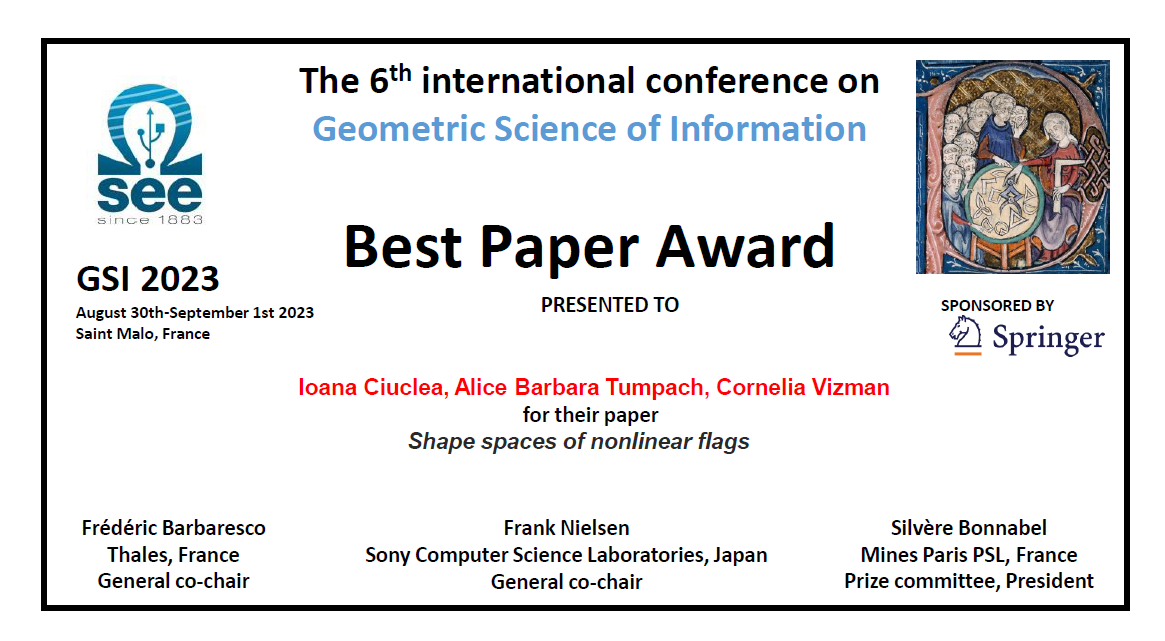 The 6th international conference on
Geometric Science of Information
see
since 1883
Best Paper Award
GSI 2023
August 30th-September 1st 2023
Saint Malo, France
PRESENTED TO
SPONSORED BY
Springer
Ioana Ciuclea, Alice Barbara Tumpach, Cornelia Vizman
for their paper
Shape spaces of nonlinear flags
Frédéric Barbaresco
Thales, France
General co-chair
Frank Nielsen
Sony Computer Science Laboratories, Japan
General co-chair
Silvère Bonnabel
Mines Paris PSL, France
Prize committee, President